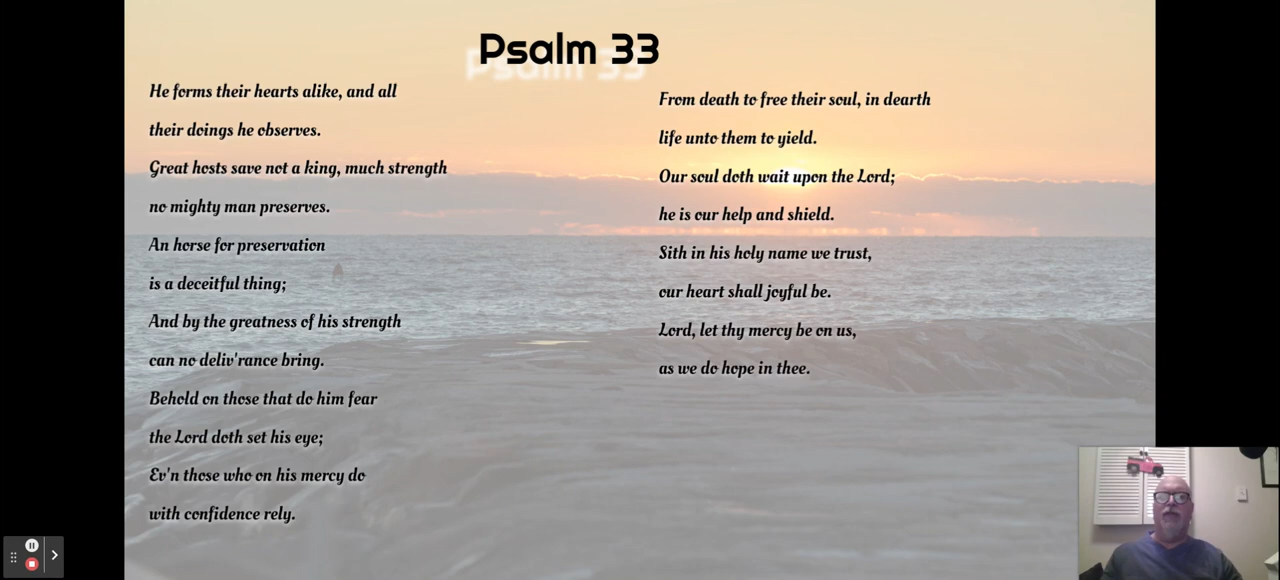 Psalm 33
He forms their hearts alike, and all
their doings he observes.
Great hosts save not a king, much strength
no mighty man preserves.
An horse for preservation
is a deceitful thing;
And by the greatness of his strength
can no deliv'rance bring.
Behold on those that do him fear
the Lord doth set his eye;
Ev'n those who on his mercy do
with confidence rely.
From death to free their soul, in dearth
life unto them to yield.
Our soul doth wait upon the Lord;
he is our help and shield.
Sith in his holy name we trust,
our heart shall joyful be.
Lord, let thy mercy be on us,
as we do hope in thee.